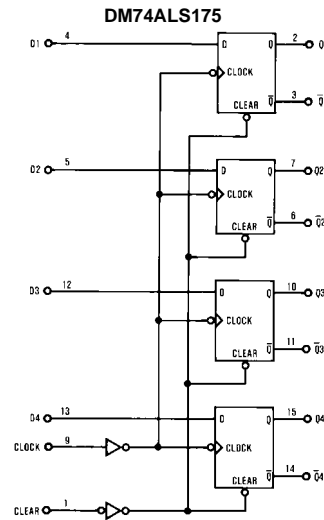 DM74ALS175
D1 4 D Q 2 Q
CLOCK Q̅ 3 Q̅
CLEAR
D2 5 D Q 7 Q2
CLOCK Q̅ 6 Q̅2
CLEAR
D3 12 D Q 10 Q3
CLOCK Q̅ 11 Q̅3
CLEAR
D4 13 D Q 15 Q4
CLOCK 9 CLOCK Q̅ 14 Q̅4
CLEAR 1 CLEAR